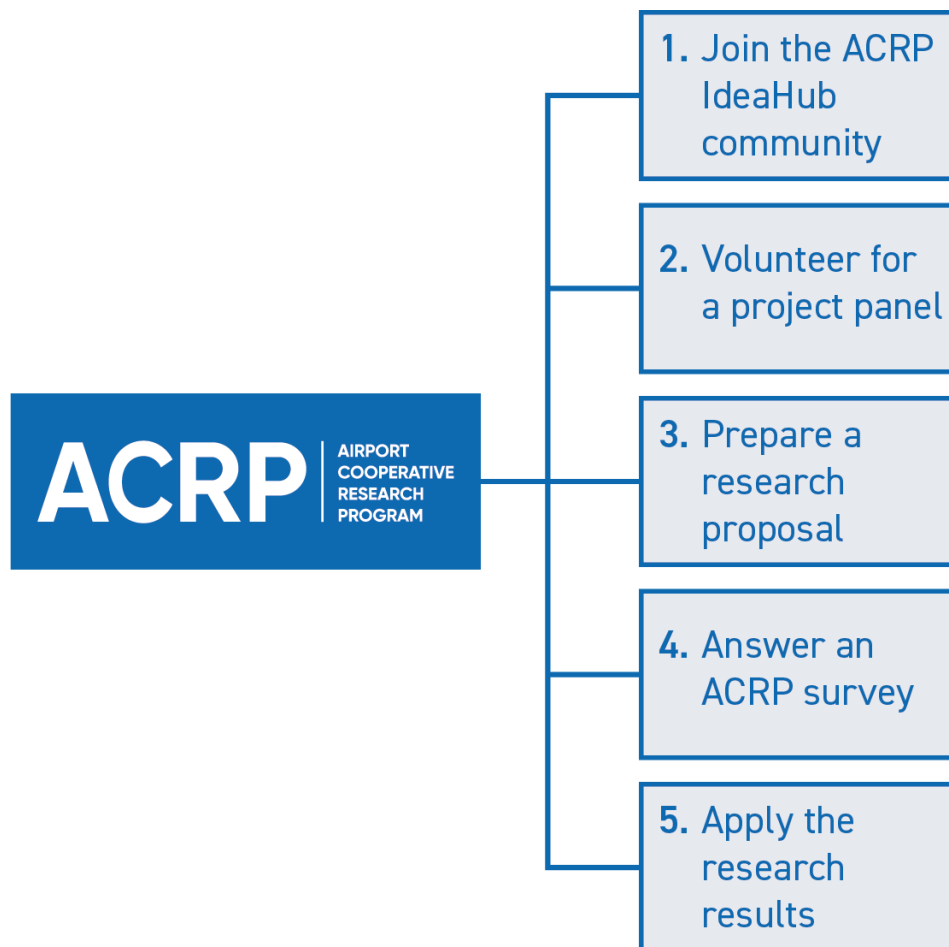 ACRP
AIRPORT
COOPERATIVE
RESEARCH
PROGRAM
1. Join the ACRP
IdeaHub
community
2. Volunteer for
a project panel
3. Prepare a
research
proposal
4. Answer an
ACRP survey
5. Apply the
research
results